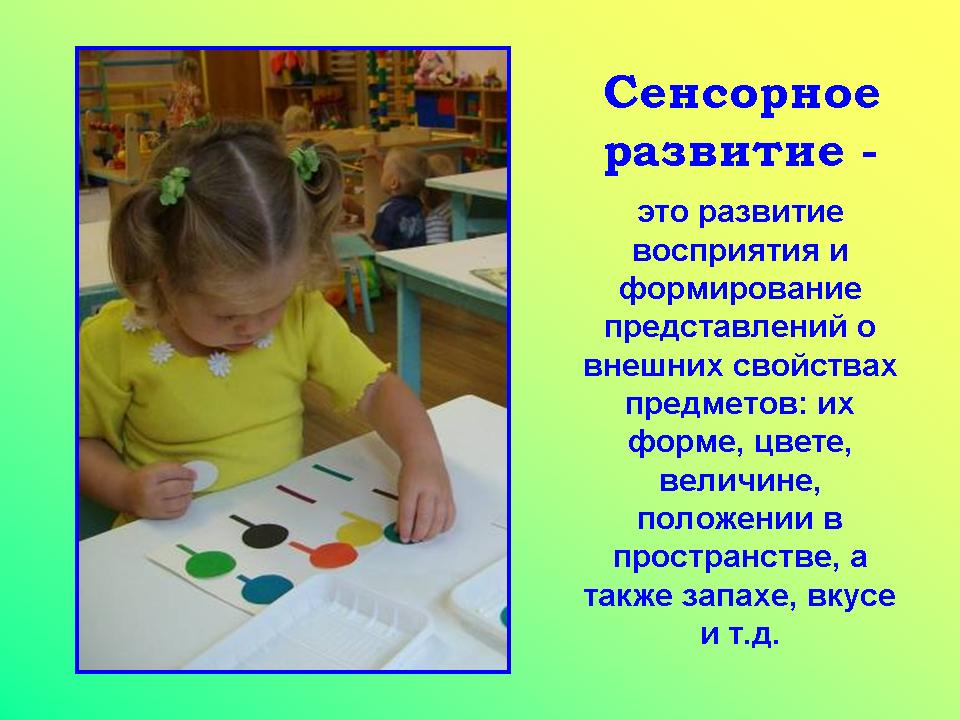 Сенсорное
развитие -
это развитие
восприятия и
формирование
представлений о
внешних свойствах
предметов: их
форме, цвете,
величине,
положении в
пространстве, а
также запахе, вкусе
и т.д.